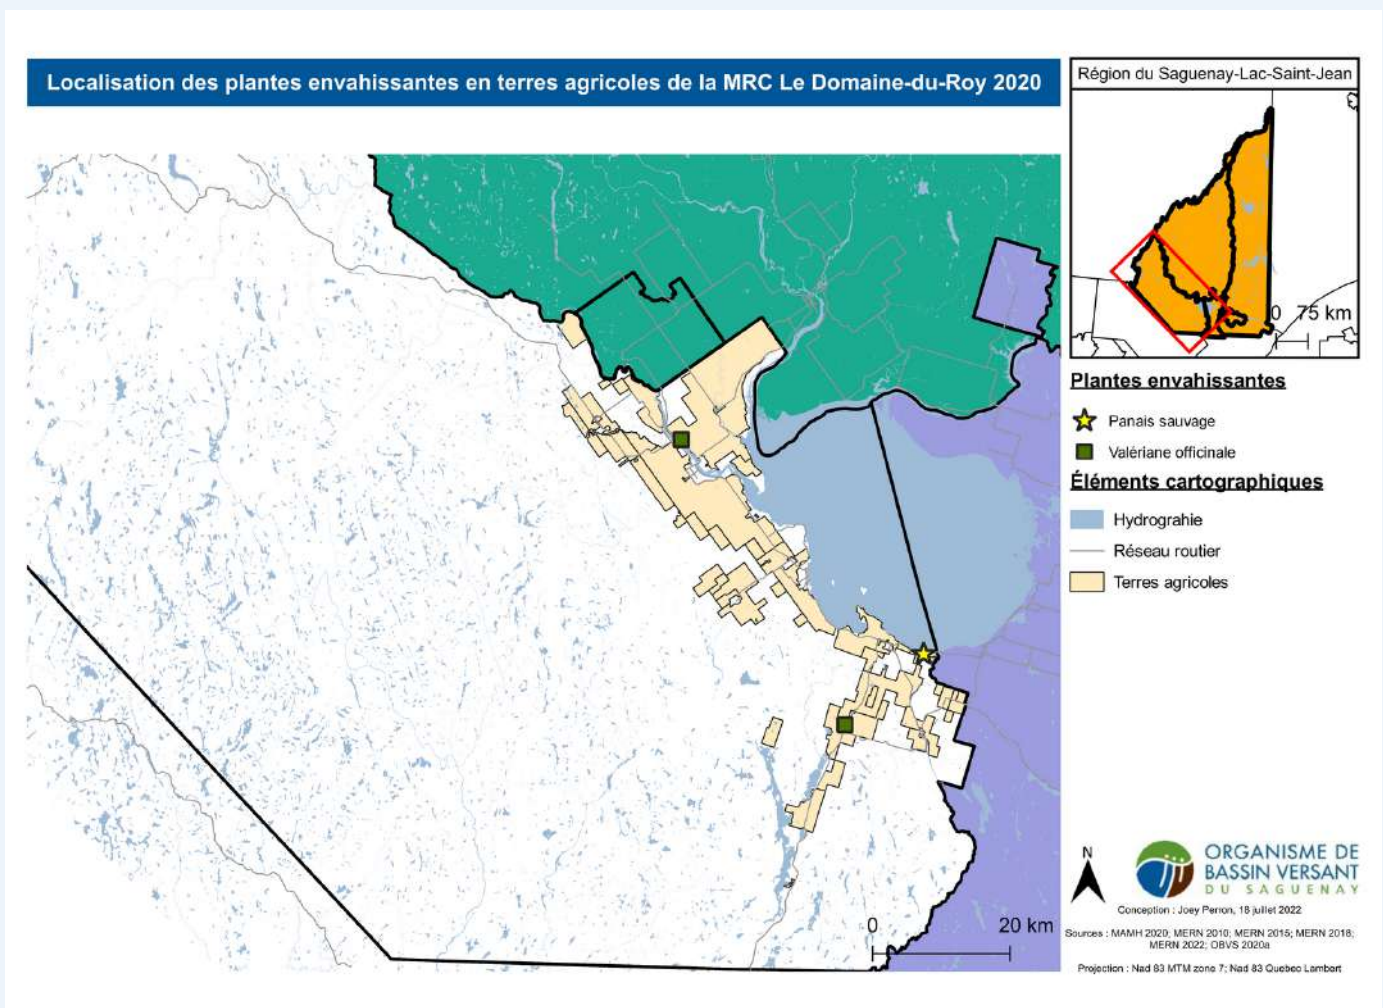 Localisation des plantes envahissantes en terres agricoles de la MRC Le Domaine-du-Roy 2020
Région du Saguenay-Lac-Saint-Jean
0 75 km
Plantes envahissantes
Panais sauvage
Valériane officinale
Éléments cartographiques
Hydrograhie
Réseau routier
Terres agricoles
N
ORGANISME DE
BASSIN VERSANT
DU SAGUENAY
Conception : Joey Perron, 18 juillet 2022
Sources : MAMH 2020; MERN 2010; MERN 2015; MERN 2018;
MERN 2022; OBVS 2020a
Projection : Nad 83 MTM zone 7; Nad 83 Quebec Lambert
0 20 km